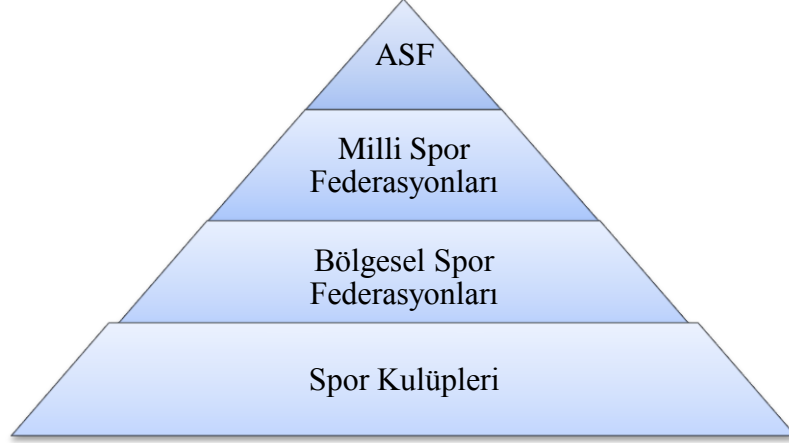 ASF
Milli Spor
Federasyonları
Bölgesel Spor
Federasyonları
Spor Kulüpleri